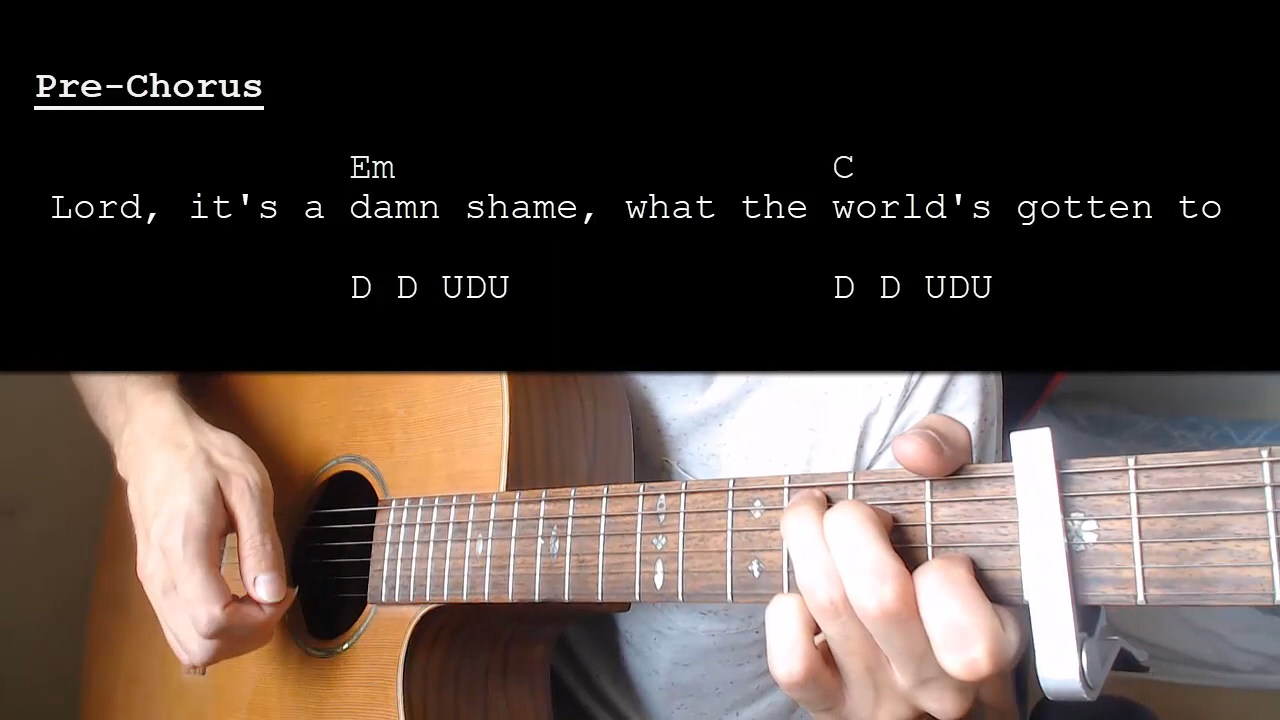 Pre-Chorus
Em C
Lord, it's a damn shame, what the world's gotten to
D D UDU D D UDU